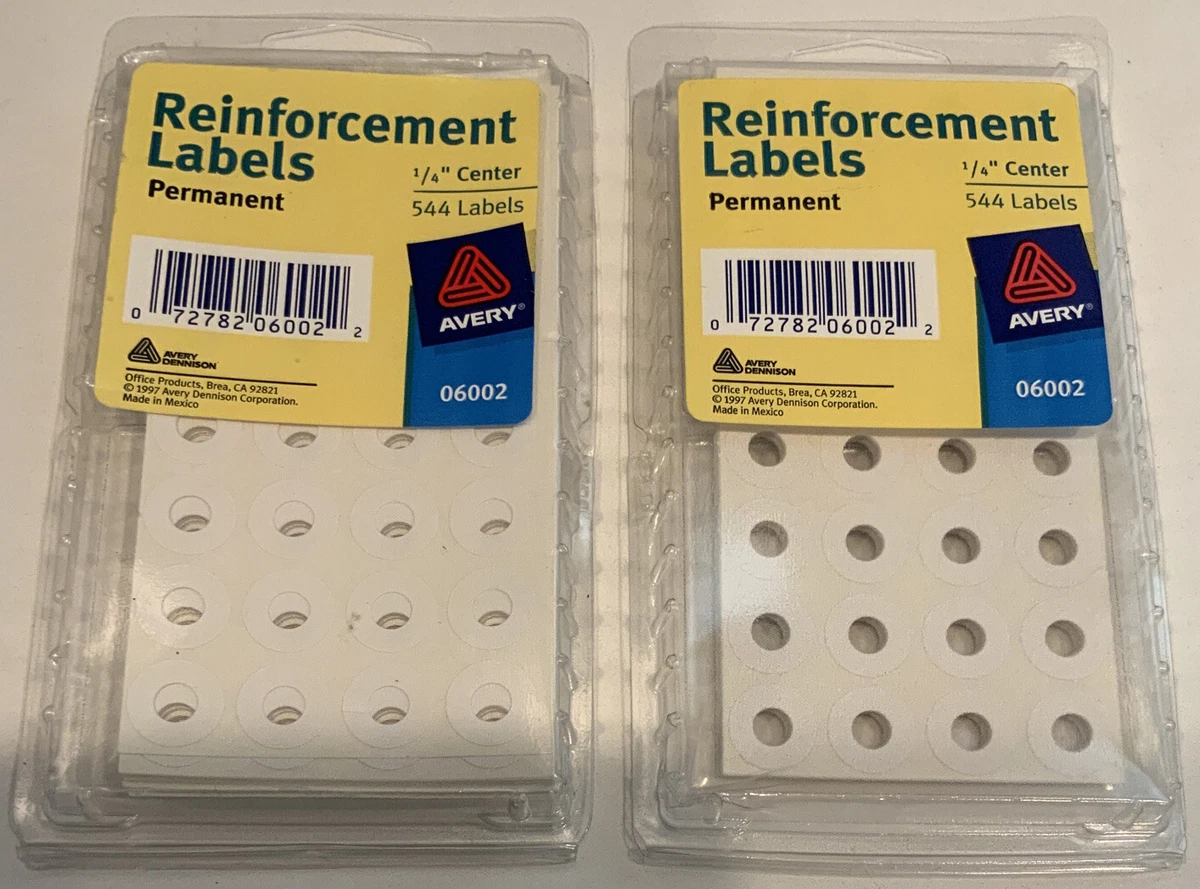 Reinforcement
Labels
Permanent
1/4" Center
544 Labels
0 72782 06002 2
AVERY®
AVERY
DENNISON
Office Products, Brea, CA 92821
© 1997 Avery Dennison Corporation.
Made in Mexico
06002
Reinforcement
Labels
Permanent
1/4" Center
544 Labels
0 72782 06002 2
AVERY®
AVERY
DENNISON
Office Products, Brea, CA 92821
© 1997 Avery Dennison Corporation.
Made in Mexico
06002